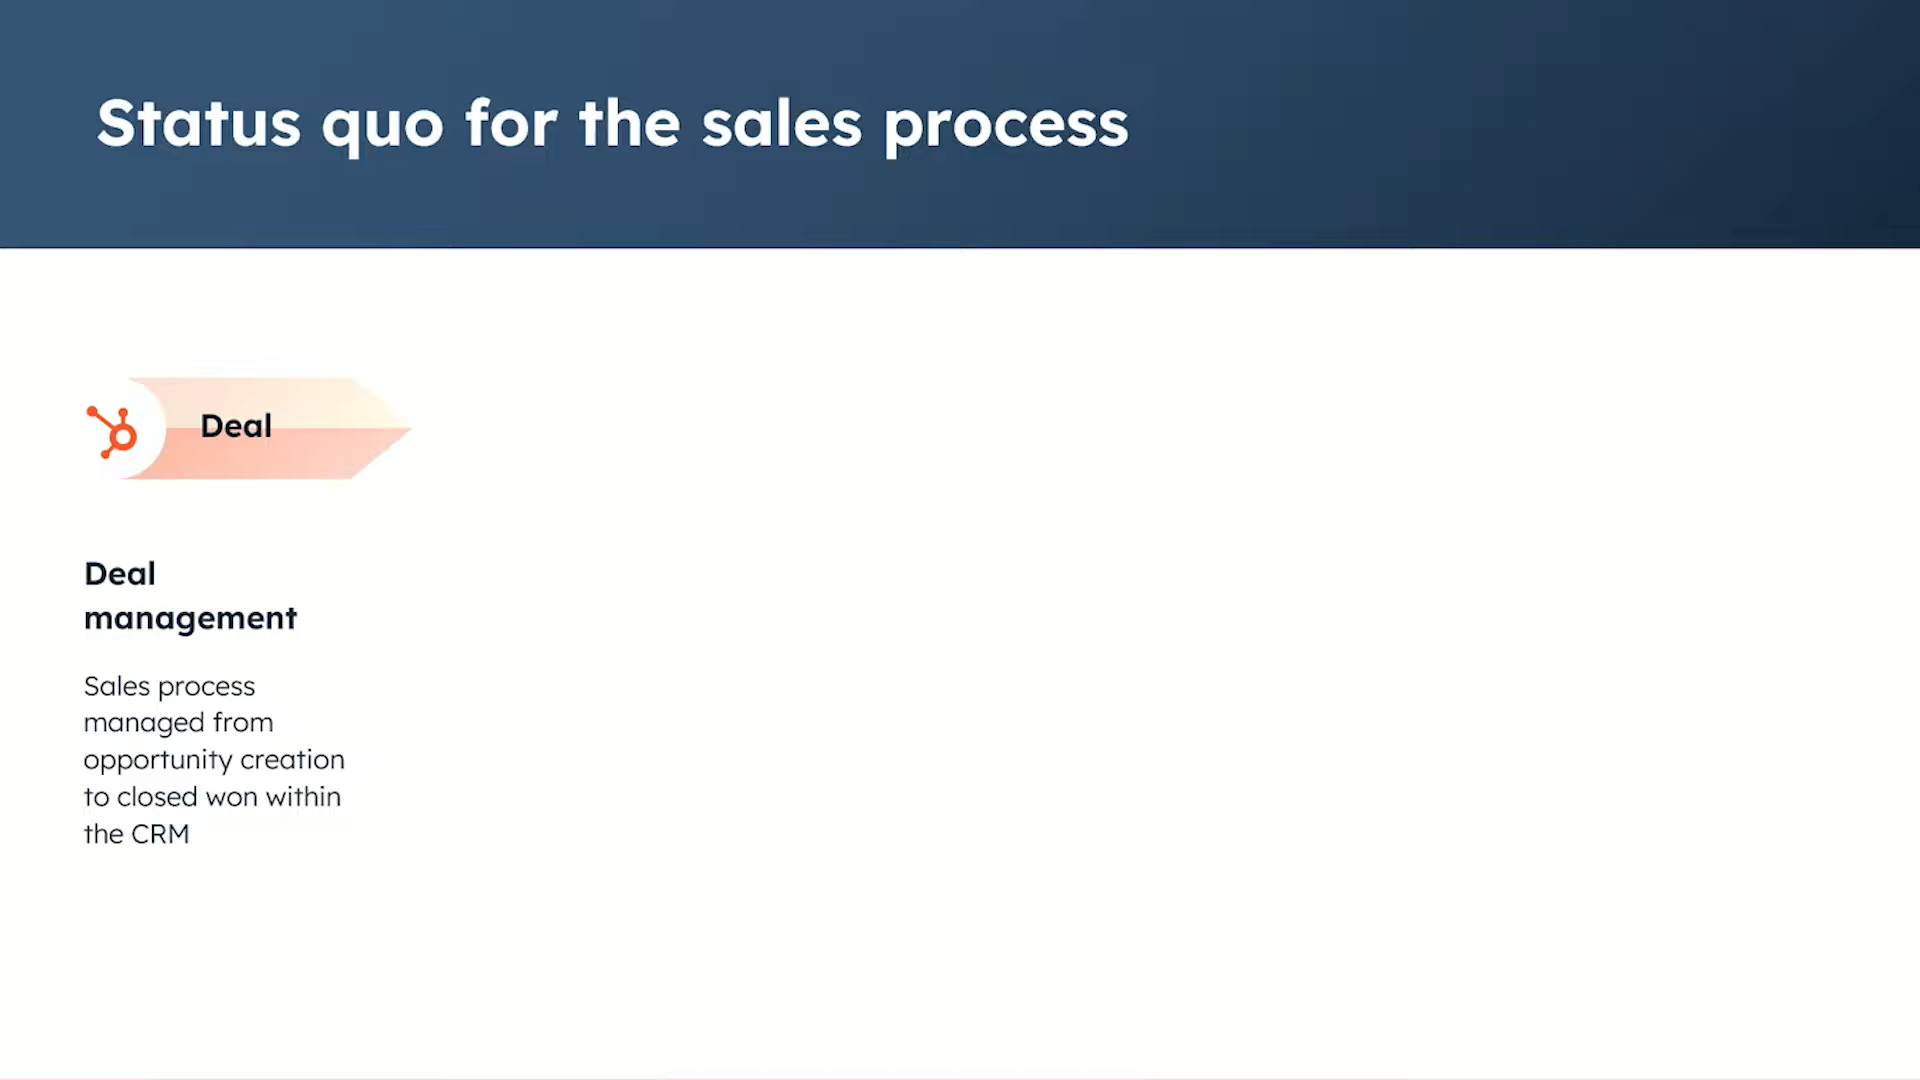 Status quo for the sales process
Deal
Deal
management
Sales process
managed from
opportunity creation
to closed won within
the CRM